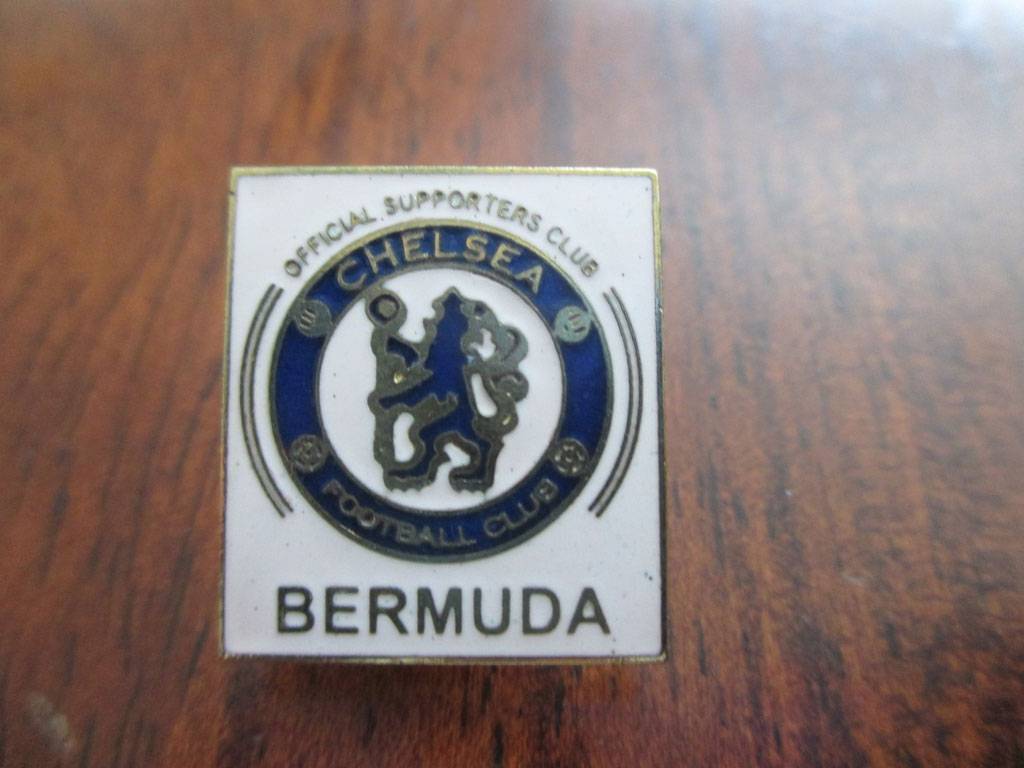 OFFICIAL SUPPORTERS CLUB
CHELSEA
FOOTBALL CLUB
BERMUDA